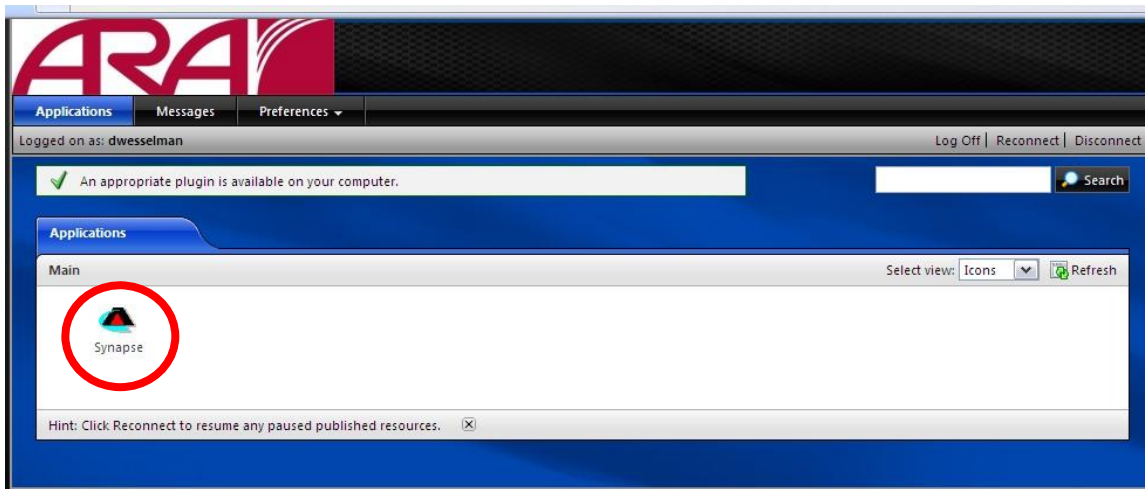 ARA
Applications Messages Preferences
Logged on as: dwesselman Log Off | Reconnect | Disconnect
An appropriate plugin is available on your computer. Search
Applications
Main Select view: Icons Refresh
Synapse
Hint: Click Reconnect to resume any paused published resources.